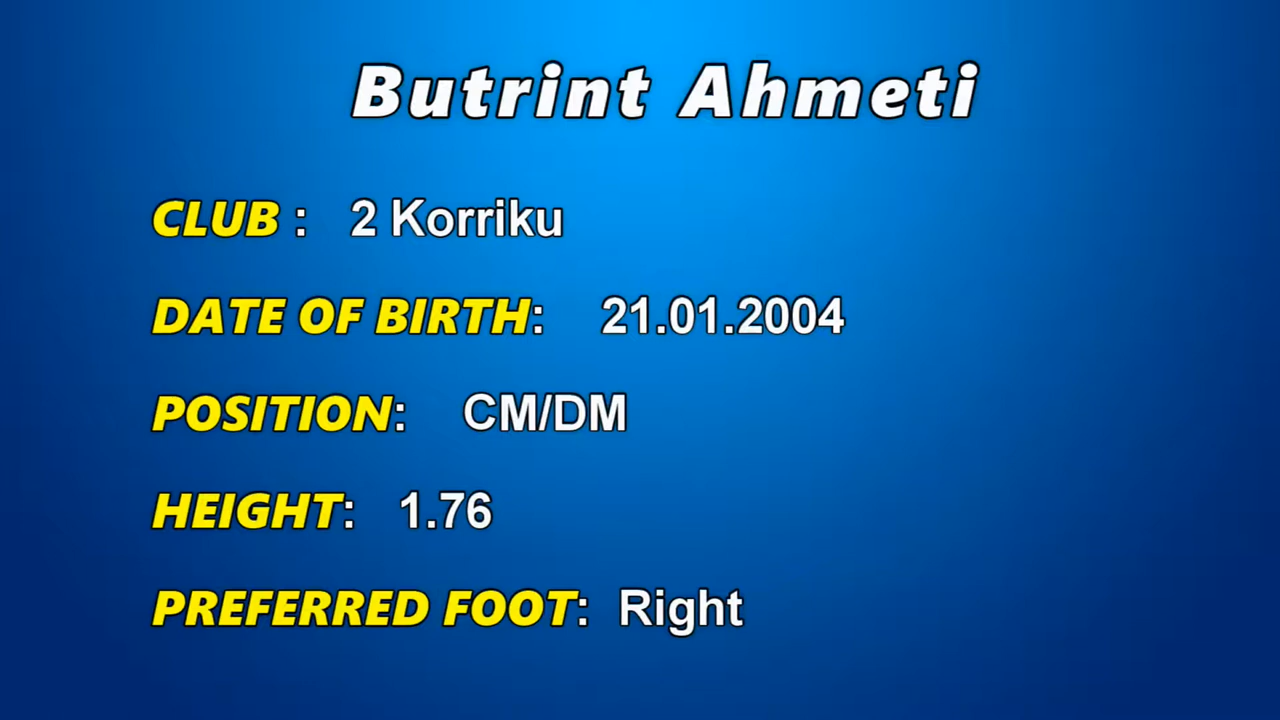 Butrint Ahmeti
CLUB : 2 Korriku
DATE OF BIRTH: 21.01.2004
POSITION: CM/DM
HEIGHT: 1.76
PREFERRED FOOT: Right